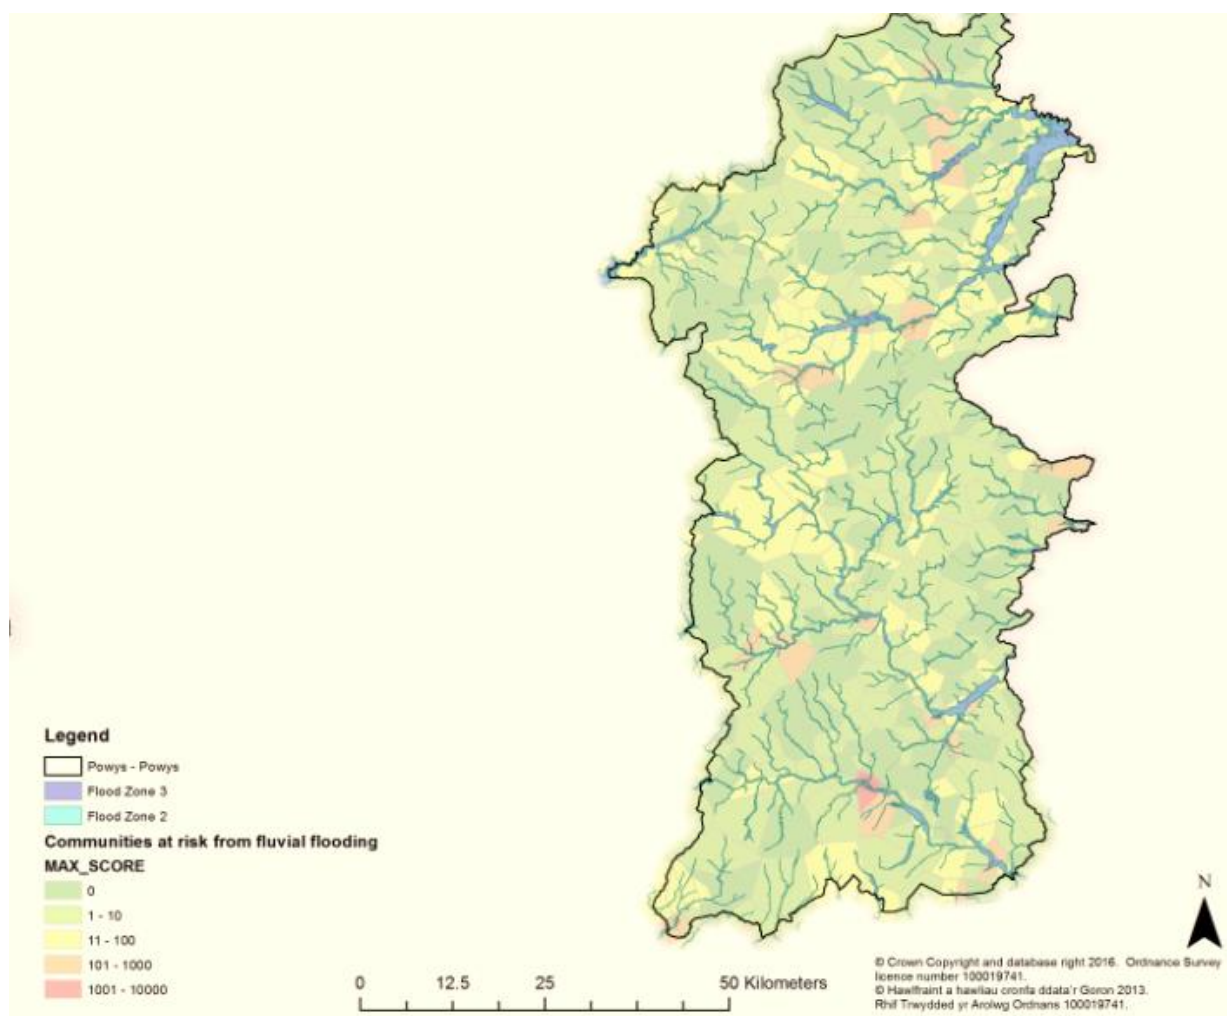 Legend
Powys - Powys
Flood Zone 3
Flood Zone 2
Communities at risk from fluvial flooding
MAX_SCORE
0
1 - 10
11 - 100
101 - 1000
1001 - 10000
0 12.5 25 50 Kilometers
N
© Crown Copyright and database right 2016. Ordnance Survey
licence number 100019741.
© Hawlfraint a hawliau cronfa ddata'r Goron 2013.
Rhif Trwydded yr Arolwg Ordnans 100019741.